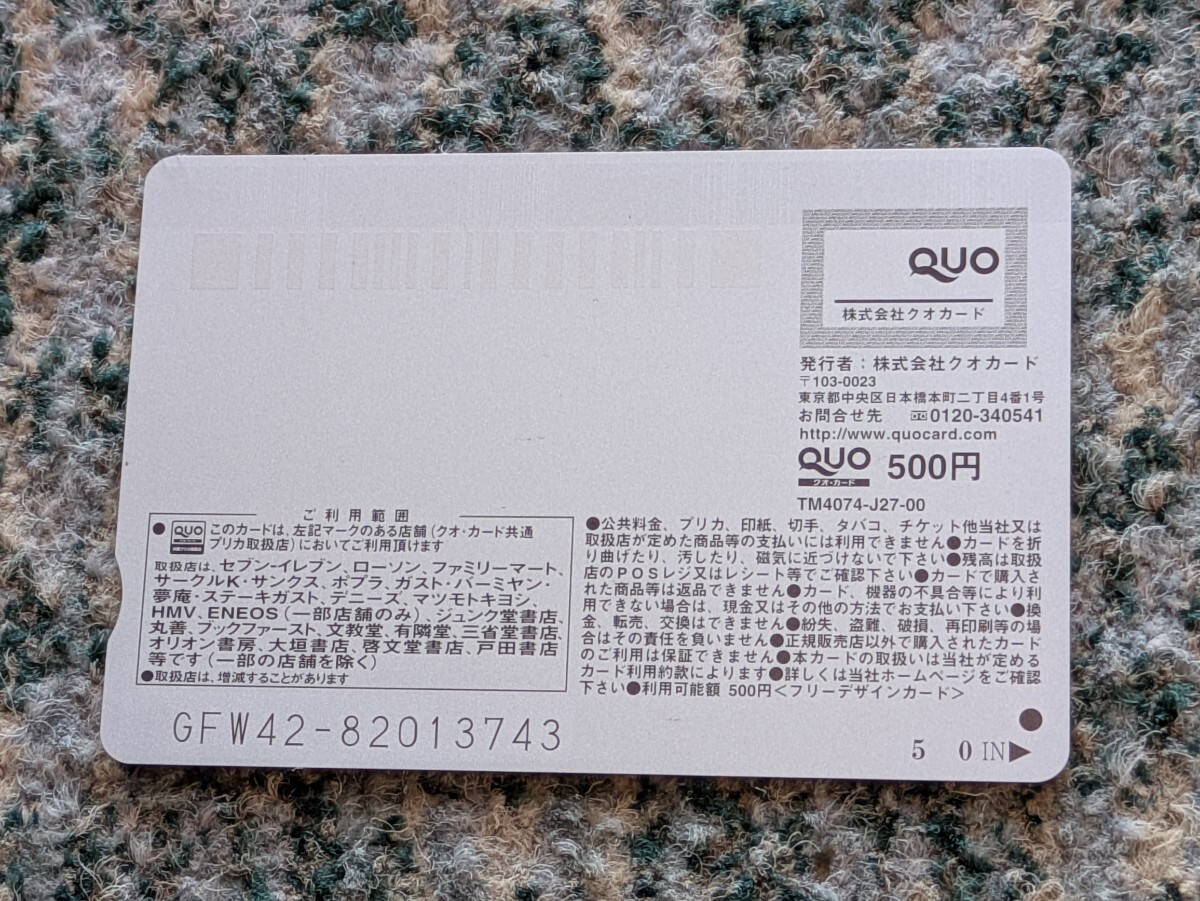 QUO
株式会社クオカード
発行者：株式会社クオカード
〒103-0023
東京都中央区日本橋本町二丁目4番1号
お問合せ先 0120-340541
http://www.quocard.com
QUO 500円
クオ・カード
TM4074-J27-00
ご利用範囲
●QUO このカードは、左記マークのある店舗（クオ・カード共通
プリカ取扱店）においてご利用頂けます
取扱店は、セブン-イレブン、ローソン、ファミリーマート、
サークルK・サンクス、ポプラ、ガスト・バーミヤン・
夢庵・ステーキガスト、デニーズ、マツモトキヨシ、
HMV、ENEOS（一部店舗のみ）、ジュンク堂書店、
丸善、ブックファースト、文教堂、有隣堂、三省堂書店、
オリオン書房、大垣書店、啓文堂書店、戸田書店
等です（一部の店舗を除く）
●取扱店は、増減することがあります
●公共料金、プリカ、印紙、切手、タバコ、チケット他当社又は
取扱店が定めた商品等の支払いには利用できません●カードを折
り曲げたり、汚したり、磁気に近づけないで下さい●残高は取扱
店のPOSレジ又はレシート等でご確認下さい●カードで購入さ
れた商品等は返品できません●カード、機器の不具合等により利
用できない場合は、現金又はその他の方法でお支払い下さい●換
金、転売、交換はできません●紛失、盗難、破損、再印刷等の場
合はその責任を負いません●正規販売店以外で購入されたカード
のご利用は保証できません●本カードの取扱いは当社が定める
カード利用約款によります●詳しくは当社ホームページをご確認
下さい●利用可能額 500円＜フリーデザインカード＞
GFW42-82013743
5 0 IN▶